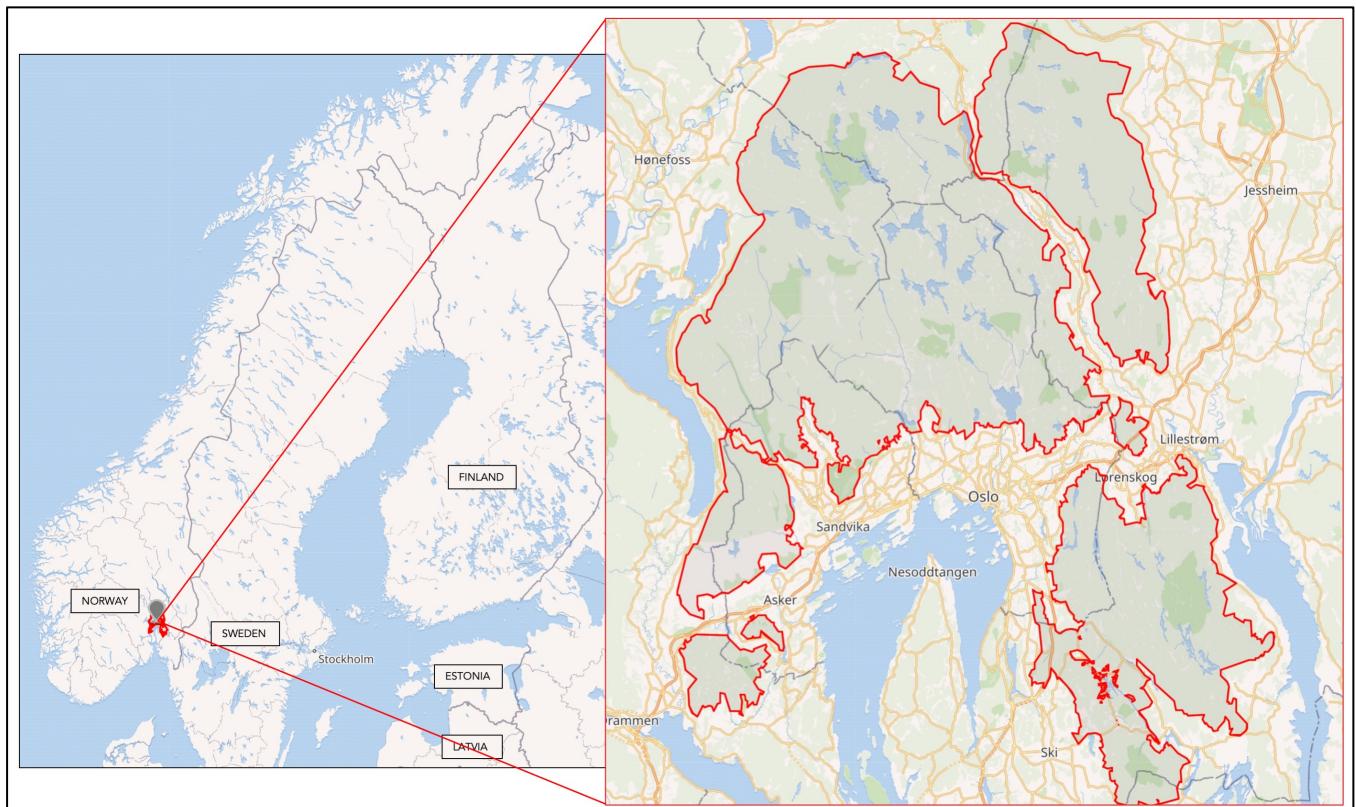 NORWAY
SWEDEN
Stockholm
FINLAND
ESTONIA
LATVIA
Hønefoss
Jessheim
Lillestrøm
Lørenskog
Oslo
Sandvika
Nesoddtangen
Asker
Drammen
Ski